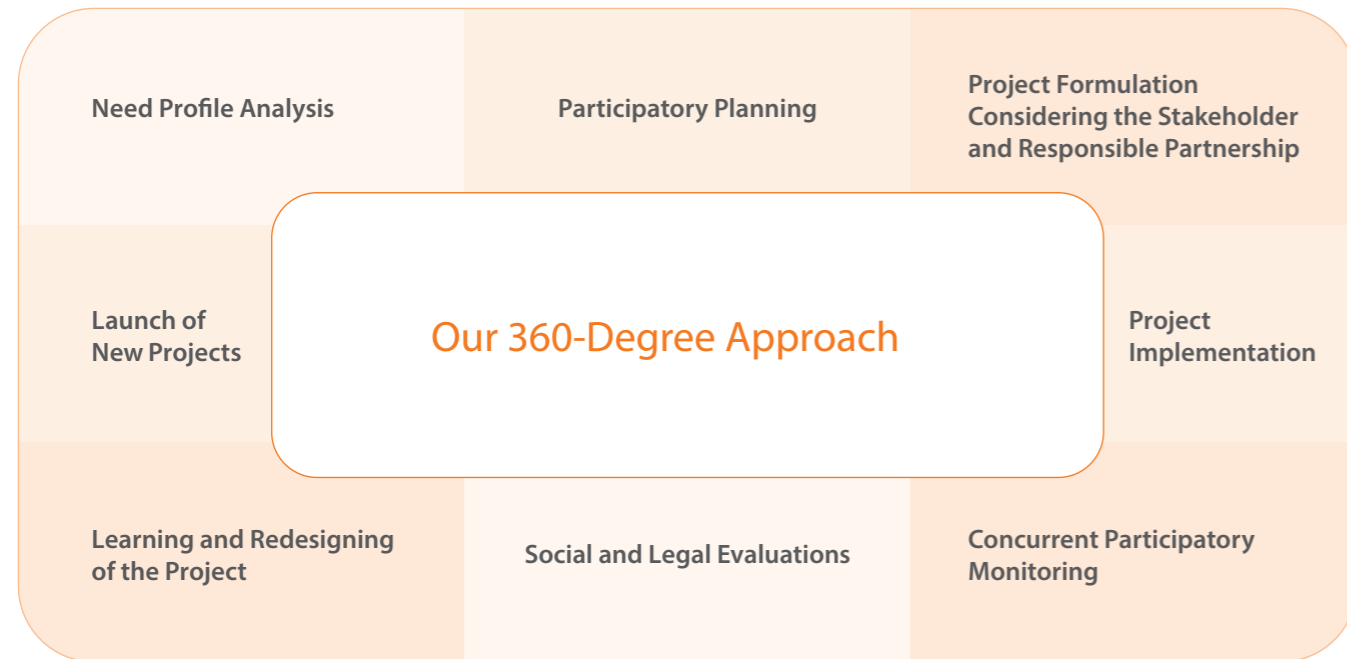 Need Profile Analysis
Participatory Planning
Project Formulation
Considering the Stakeholder
and Responsible Partnership
Launch of
New Projects
Our 360-Degree Approach
Project
Implementation
Learning and Redesigning
of the Project
Social and Legal Evaluations
Concurrent Participatory
Monitoring